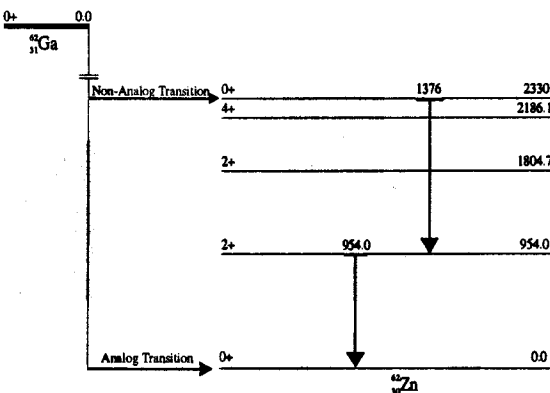 0+ 0.0
62
31Ga
Non-Analog Transition 0+ 1376 2330
4+ 2186.1
2+ 1804.7
2+ 954.0 954.0
Analog Transition 0+ 0.0
62
30Zn